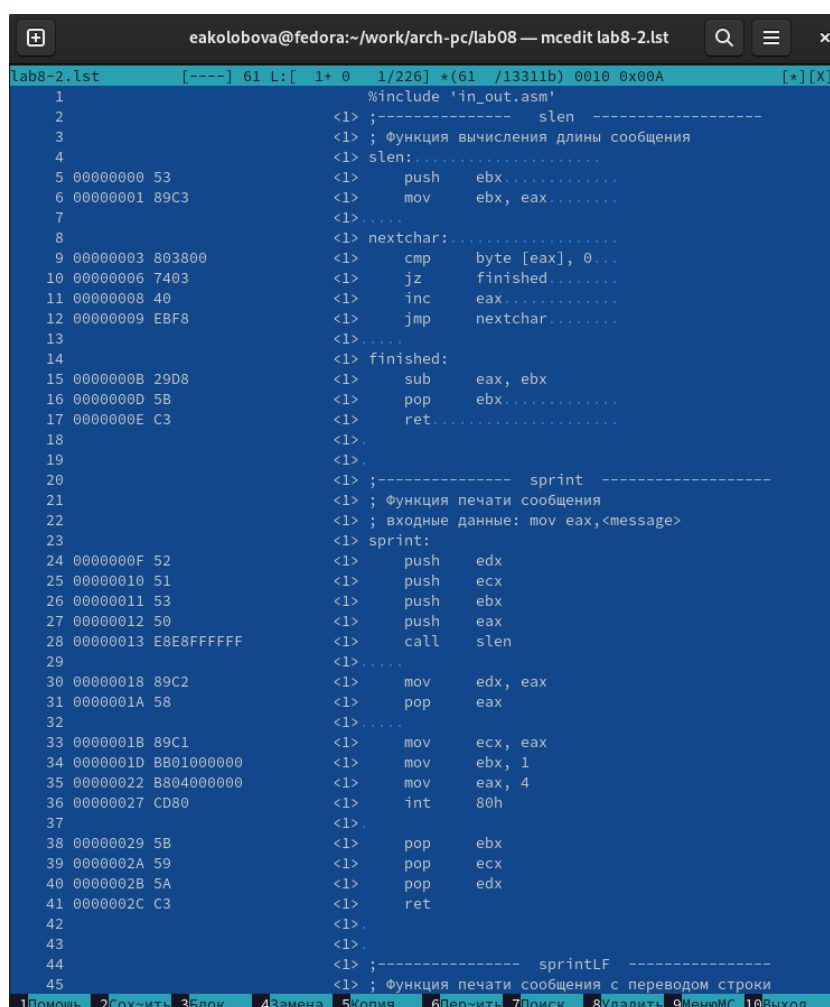 eakolobova@fedora:~/work/arch-pc/lab08 — mcedit lab8-2.lst
lab8-2.lst [----] 61 L:[ 1+ 0 1/226] *(61 /13311b) 0010 0x00A [*][X]
1 %include 'in_out.asm'
2 <1> ;--------------- slen -------------------
3 <1> ; Функция вычисления длины сообщения
4 <1> slen:.....................
5 00000000 53 <1> push ebx.............
6 00000001 89C3 <1> mov ebx, eax........
7 <1>.....
8 <1> nextchar:...................
9 00000003 803800 <1> cmp byte [eax], 0...
10 00000006 7403 <1> jz finished........
11 00000008 40 <1> inc eax.............
12 00000009 EBF8 <1> jmp nextchar........
13 <1>.....
14 <1> finished:
15 0000000B 29D8 <1> sub eax, ebx
16 0000000D 5B <1> pop ebx.............
17 0000000E C3 <1> ret......................
18 <1>.
19 <1>.
20 <1> ;--------------- sprint -------------------
21 <1> ; Функция печати сообщения
22 <1> ; входные данные: mov eax,<message>
23 <1> sprint:
24 0000000F 52 <1> push edx
25 00000010 51 <1> push ecx
26 00000011 53 <1> push ebx
27 00000012 50 <1> push eax
28 00000013 E8E8FFFFFF <1> call slen
29 <1>.....
30 00000018 89C2 <1> mov edx, eax
31 0000001A 58 <1> pop eax
32 <1>.....
33 0000001B 89C1 <1> mov ecx, eax
34 0000001D BB01000000 <1> mov ebx, 1
35 00000022 B804000000 <1> mov eax, 4
36 00000027 CD80 <1> int 80h
37 <1>.
38 00000029 5B <1> pop ebx
39 0000002A 59 <1> pop ecx
40 0000002B 5A <1> pop edx
41 0000002C C3 <1> ret
42 <1>.
43 <1>.
44 <1> ;---------------- sprintLF ----------------
45 <1> ; Функция печати сообщения с переводом строки
1Помощь 2Сох~ить 3Блок 4Замена 5Копия 6Пер~ить 7Поиск 8Удалить 9МенюMC 10Выход